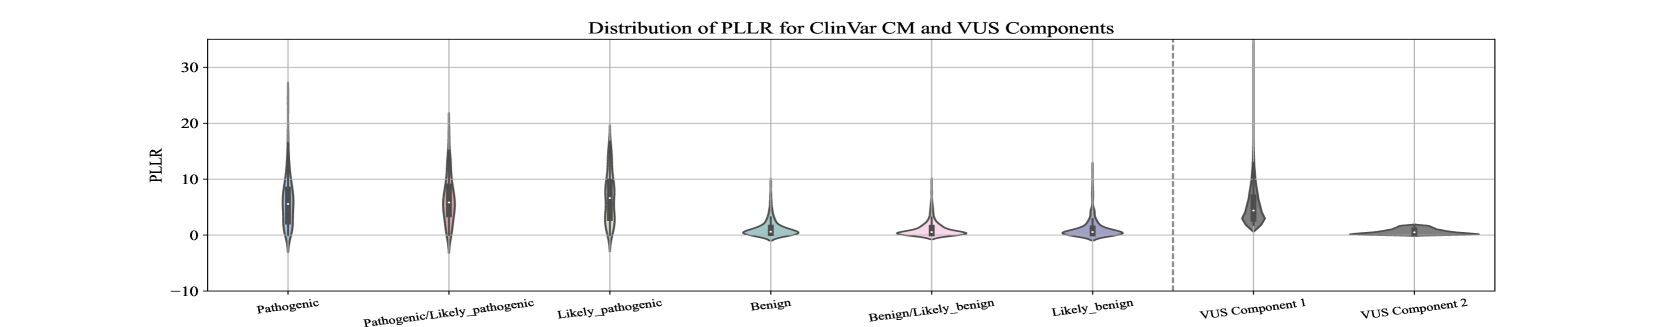 Distribution of PLLR for ClinVar CM and VUS Components
PLLR
30
20
10
0
−10
Pathogenic
Pathogenic/Likely_pathogenic
Likely_pathogenic
Benign
Benign/Likely_benign
Likely_benign
VUS Component 1
VUS Component 2